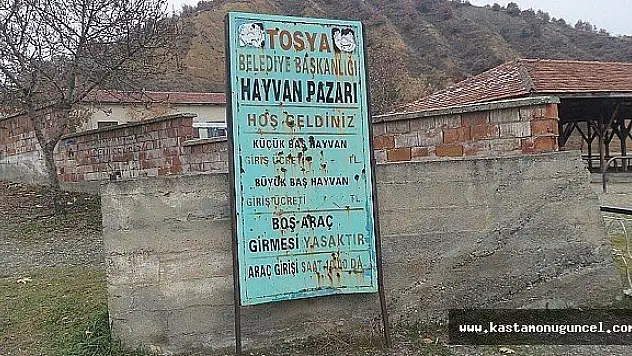 TOSYA
BELEDİYE BAŞKANLIĞI
HAYVAN PAZARI
HOŞ GELDİNİZ
KÜÇÜK BAŞ HAYVAN
GİRİŞ ÜCRETİ TL
BÜYÜK BAŞ HAYVAN
GİRİŞ ÜCRETİ TL
BOŞ ARAÇ
GİRMESİ YASAKTIR
ARAÇ GİRİŞİ SAAT DA
www.kastamonuguncel.com